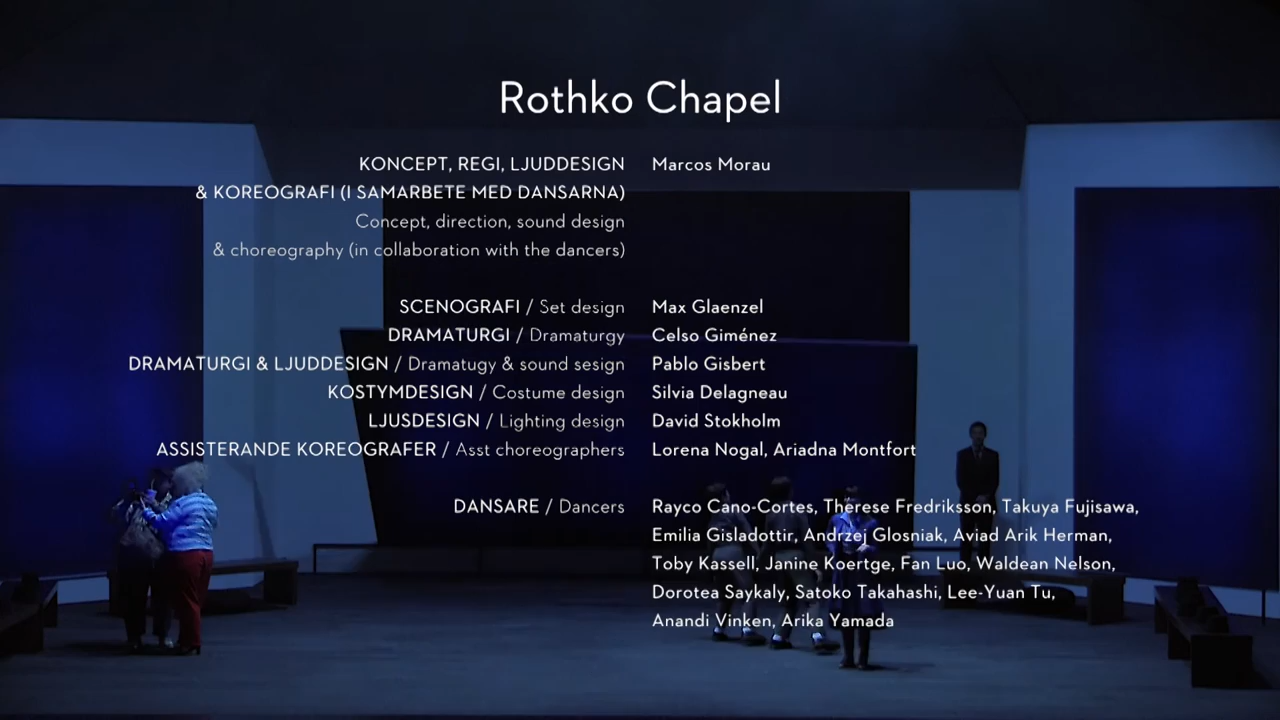 Rothko Chapel
KONCEPT, REGI, LJUDDESIGN Marcos Morau
& KOREOGRAFI (I SAMARBETE MED DANSARNA)
Concept, direction, sound design
& choreography (in collaboration with the dancers)
SCENOGRAFI / Set design Max Glaenzel
DRAMATURGI / Dramaturgy Celso Giménez
DRAMATURGI & LJUDDESIGN / Dramatugy & sound sesign Pablo Gisbert
KOSTYMDESIGN / Costume design Silvia Delagneau
LJUSDESIGN / Lighting design David Stokholm
ASSISTERANDE KOREOGRAFER / Asst choreographers Lorena Nogal, Ariadna Montfort
DANSARE / Dancers Rayco Cano-Cortes, Thérese Fredriksson, Takuya Fujisawa,
Emilia Gisladottir, Andrzej Glosniak, Aviad Arik Herman,
Toby Kassell, Janine Koertge, Fan Luo, Waldean Nelson,
Dorotea Saykaly, Satoko Takahashi, Lee-Yuan Tu,
Anandi Vinken, Arika Yamada